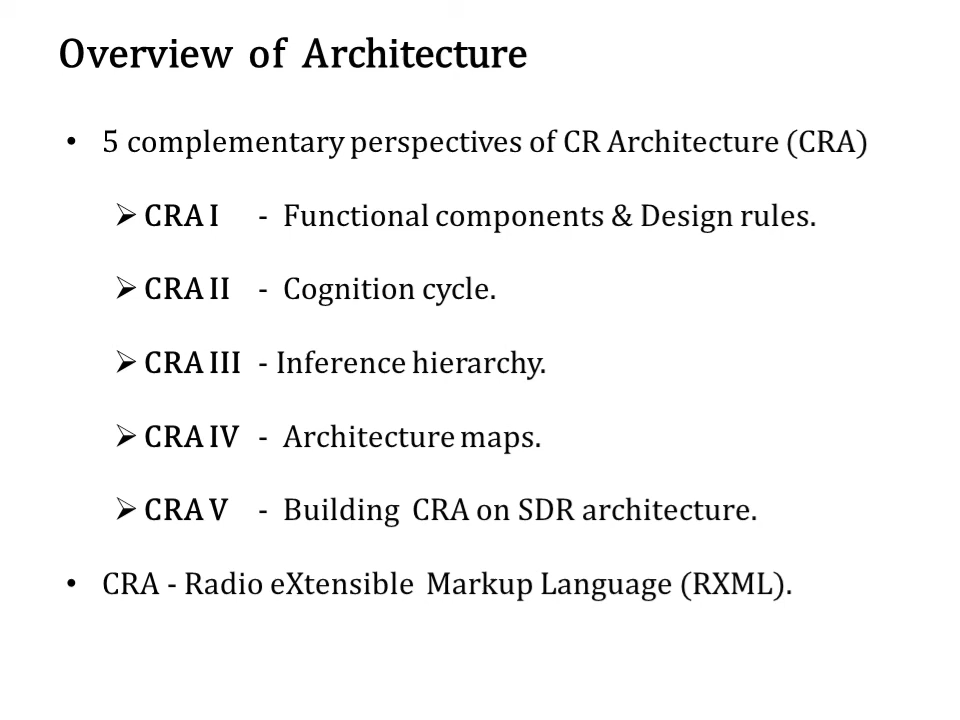 Overview of Architecture
• 5 complementary perspectives of CR Architecture (CRA)
➢ CRA I - Functional components & Design rules.
➢ CRA II - Cognition cycle.
➢ CRA III - Inference hierarchy.
➢ CRA IV - Architecture maps.
➢ CRA V - Building CRA on SDR architecture.
• CRA - Radio eXtensible Markup Language (RXML).